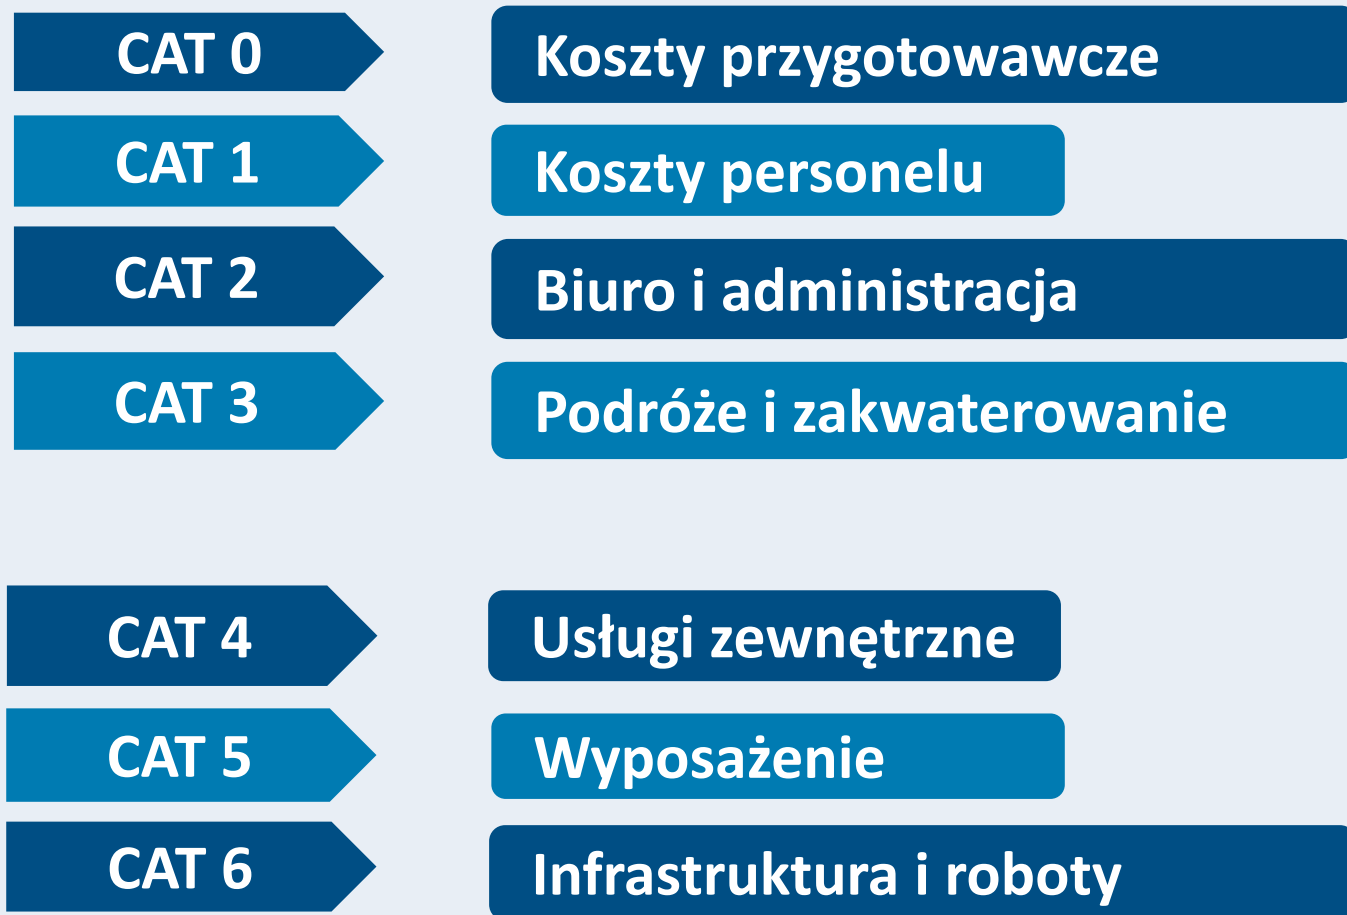 CAT 0 Koszty przygotowawcze
CAT 1 Koszty personelu
CAT 2 Biuro i administracja
CAT 3 Podróże i zakwaterowanie
CAT 4 Usługi zewnętrzne
CAT 5 Wyposażenie
CAT 6 Infrastruktura i roboty